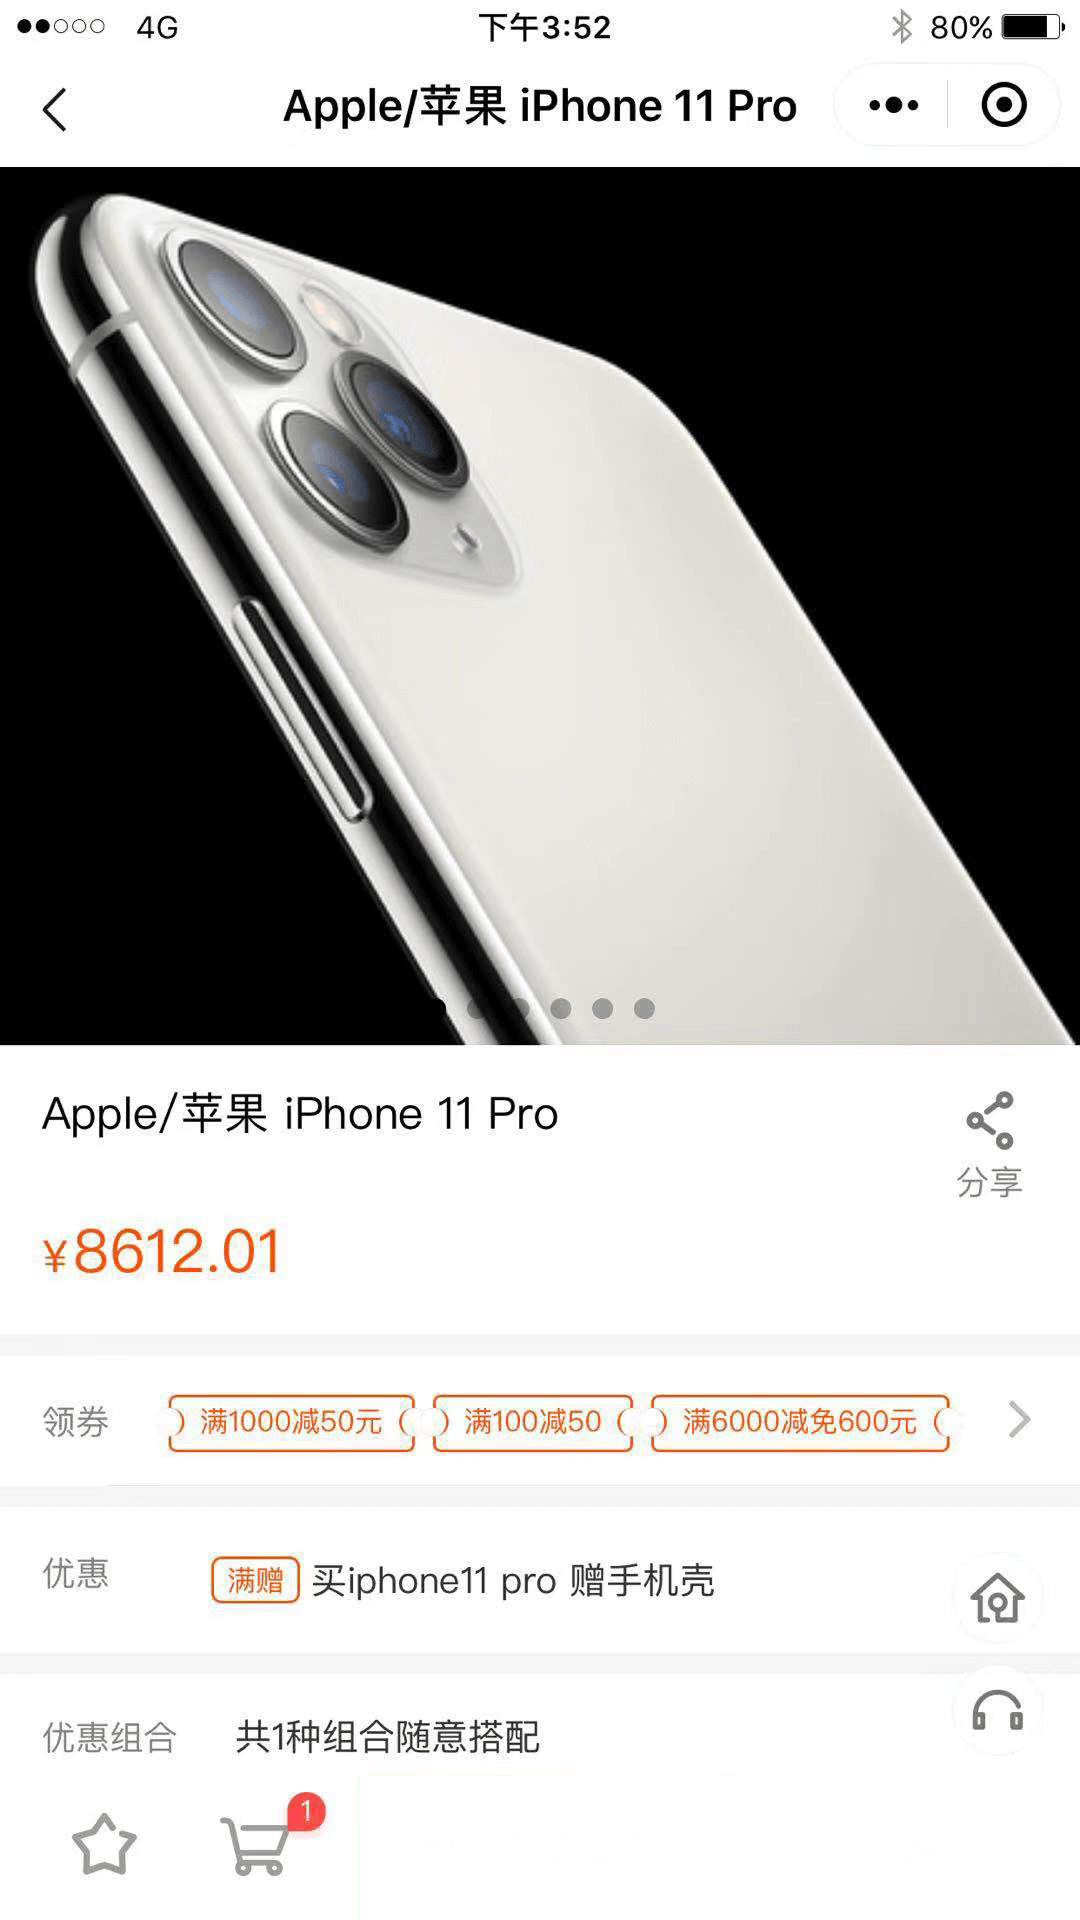 4G 下午3:52 80%
Apple/苹果 iPhone 11 Pro
Apple/苹果 iPhone 11 Pro
分享
¥8612.01
领券 满1000减50元 满100减50 满6000减免600元
优惠 满赠 买iphone11 pro 赠手机壳
优惠组合 共1种组合随意搭配
1